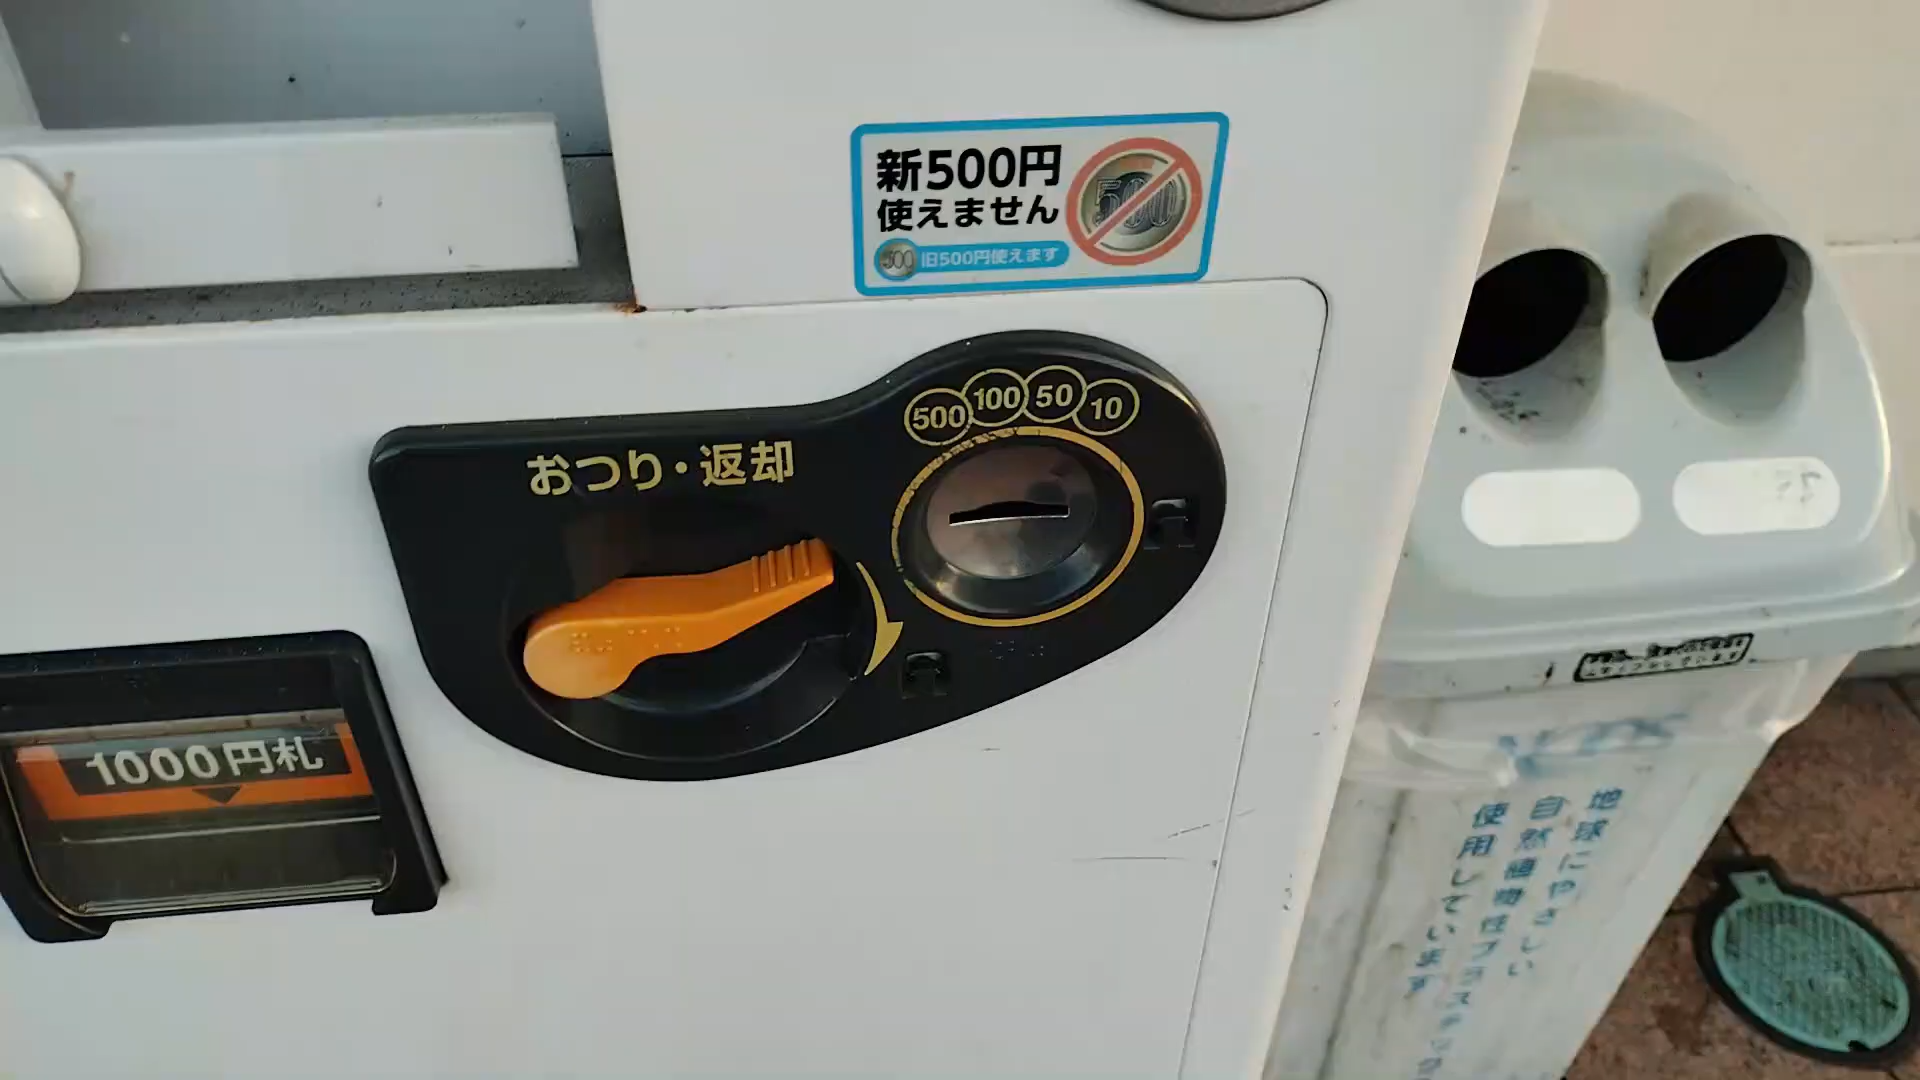 新500円
使えません
500
500 旧500円使えます
500 100 50 10
おつり・返却
1000円札
地球にやさしい
自然植物性プラスチック
使用しています